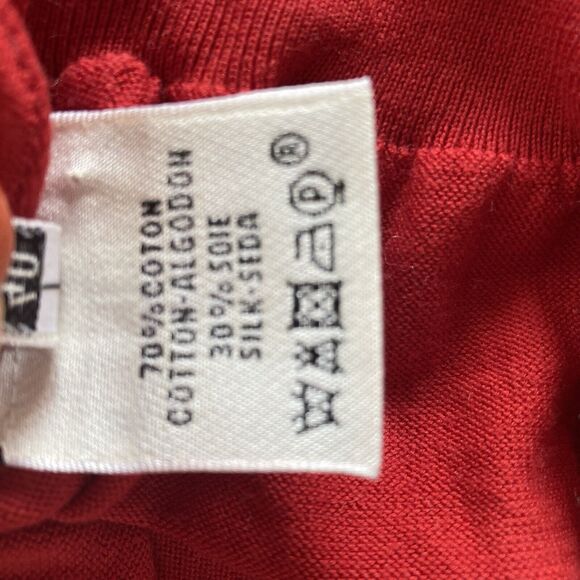 70% COTON
COTTON-ALGODON
30% SOIE
SILK-SEDA
P
®